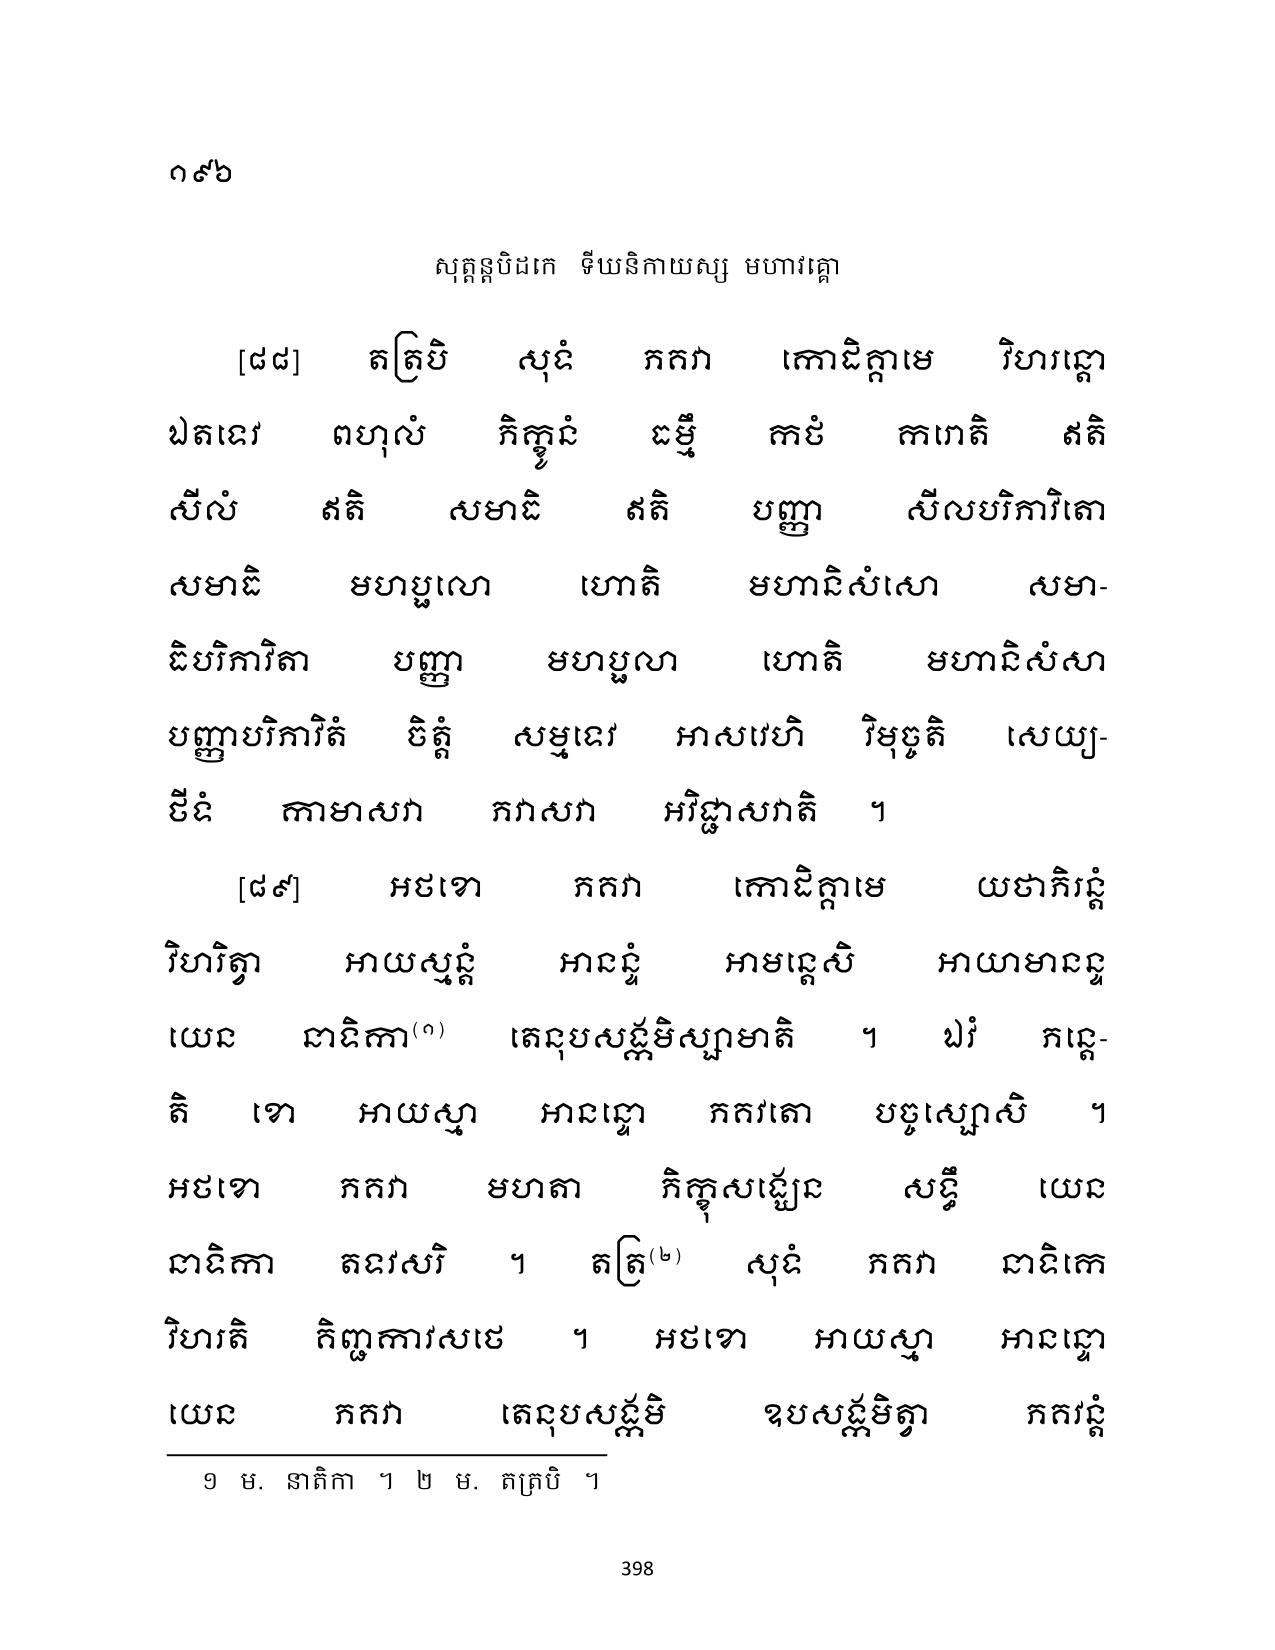 ១៩៦
សុត្តន្តបិដកេ ទីឃនិកាយស្ស មហាវគ្គោ
[៨៨] តត្របិ សុទំ ភគវា កោដិគ្គាមេ វិហរន្តោ
ឯតទេវ ពហុលំ ភិក្ខូនំ ធម្មឹ កថំ ករោតិ ឥតិ
សីលំ ឥតិ សមាធិ ឥតិ បញ្ញា សីលបរិភាវិតោ
សមាធិ មហប្ផលោ ហោតិ មហានិសំសោ សមា-
ធិបរិភាវិតា បញ្ញា មហប្ផលា ហោតិ មហានិសំសា
បញ្ញាបរិភាវិតំ ចិត្តំ សម្មទេវ អាសវេហិ វិមុច្ចតិ សេយ្យ-
ថីទំ កាមាសវា ភវាសវា អវិជ្ជាសវាតិ ។
[៨៩] អថខោ ភគវា កោដិគ្គាមេ យថាភិរន្តំ
វិហរិត្វា អាយស្មន្តំ អានន្ទំ អាមន្តេសិ អាយាមានន្ទ
យេន នាទិកា(១) តេនុបសង្កមិស្សាមាតិ ។ ឯវំ ភន្តេ-
តិ ខោ អាយស្មា អានន្ទោ ភគវតោ បច្ចស្សោសិ ។
អថខោ ភគវា មហតា ភិក្ខុសង្ឃេន សទ្ធឹ យេន
នាទិកា តទវសរិ ។ តត្រ(២) សុទំ ភគវា នាទិកេ
វិហរតិ គិញ្ជកាវសថេ ។ អថខោ អាយស្មា អានន្ទោ
យេន ភគវា តេនុបសង្កមិ ឧបសង្កមិត្វា ភគវន្តំ
១ ម. នាតិកា ។ ២ ម. តត្របិ ។
398